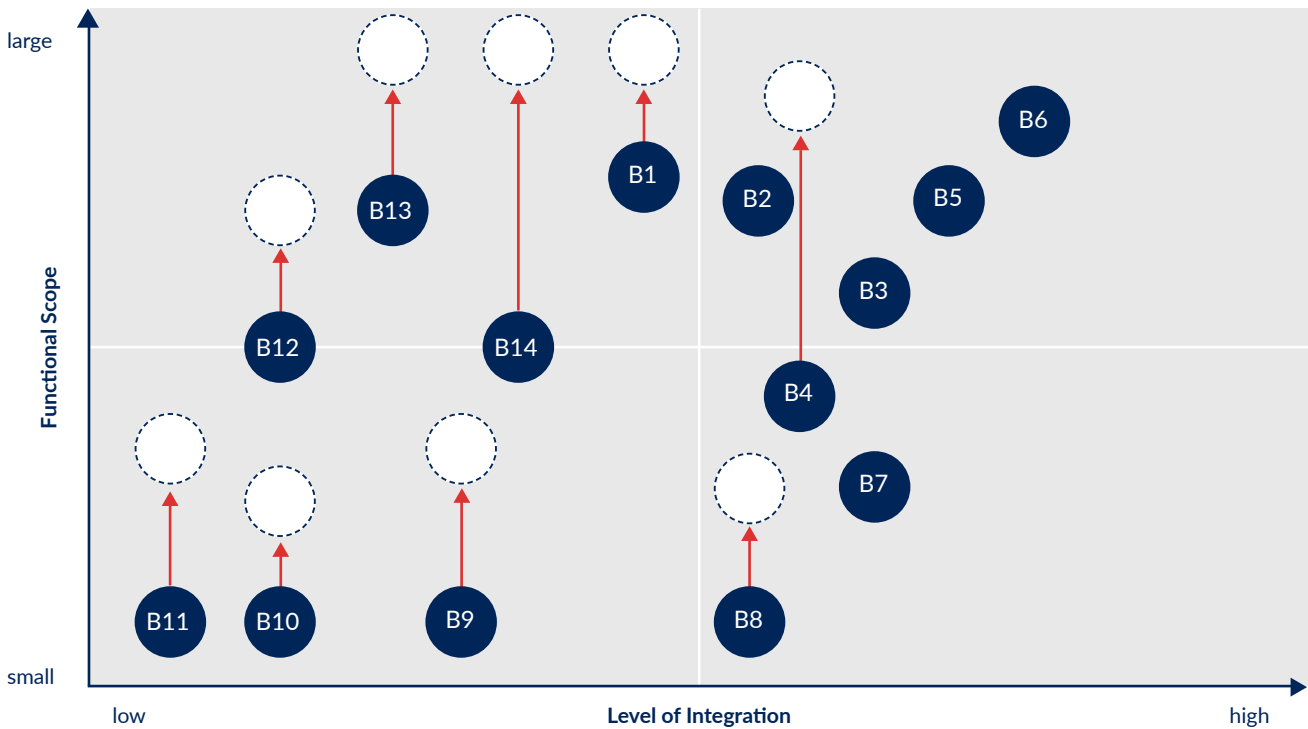 large
B6
B1
B2
B5
B13
B3
Functional Scope
B12
B14
B4
B7
B11
B10
B9
B8
small
low
Level of Integration
high